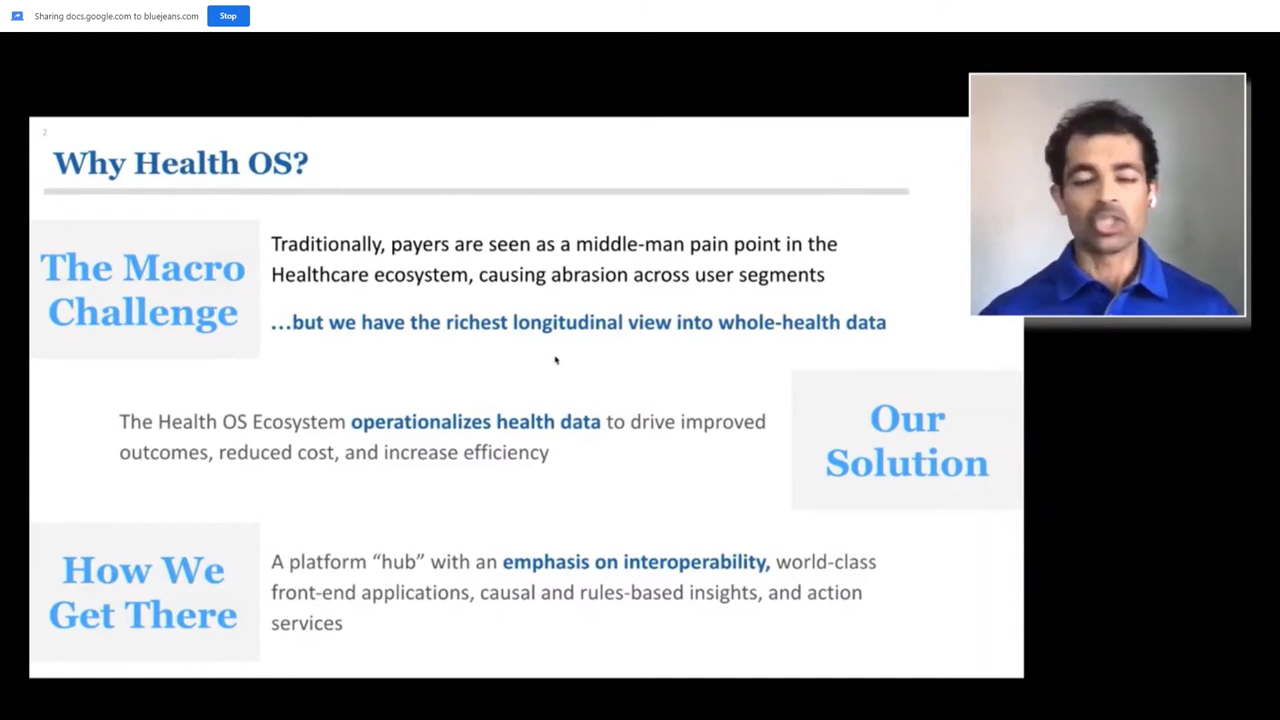 Sharing docs.google.com to bluejeans.com Stop
2
Why Health OS?
The Macro
Challenge
Traditionally, payers are seen as a middle-man pain point in the
Healthcare ecosystem, causing abrasion across user segments
...but we have the richest longitudinal view into whole-health data
The Health OS Ecosystem operationalizes health data to drive improved
outcomes, reduced cost, and increase efficiency
Our
Solution
How We
Get There
A platform “hub” with an emphasis on interoperability, world-class
front-end applications, causal and rules-based insights, and action
services